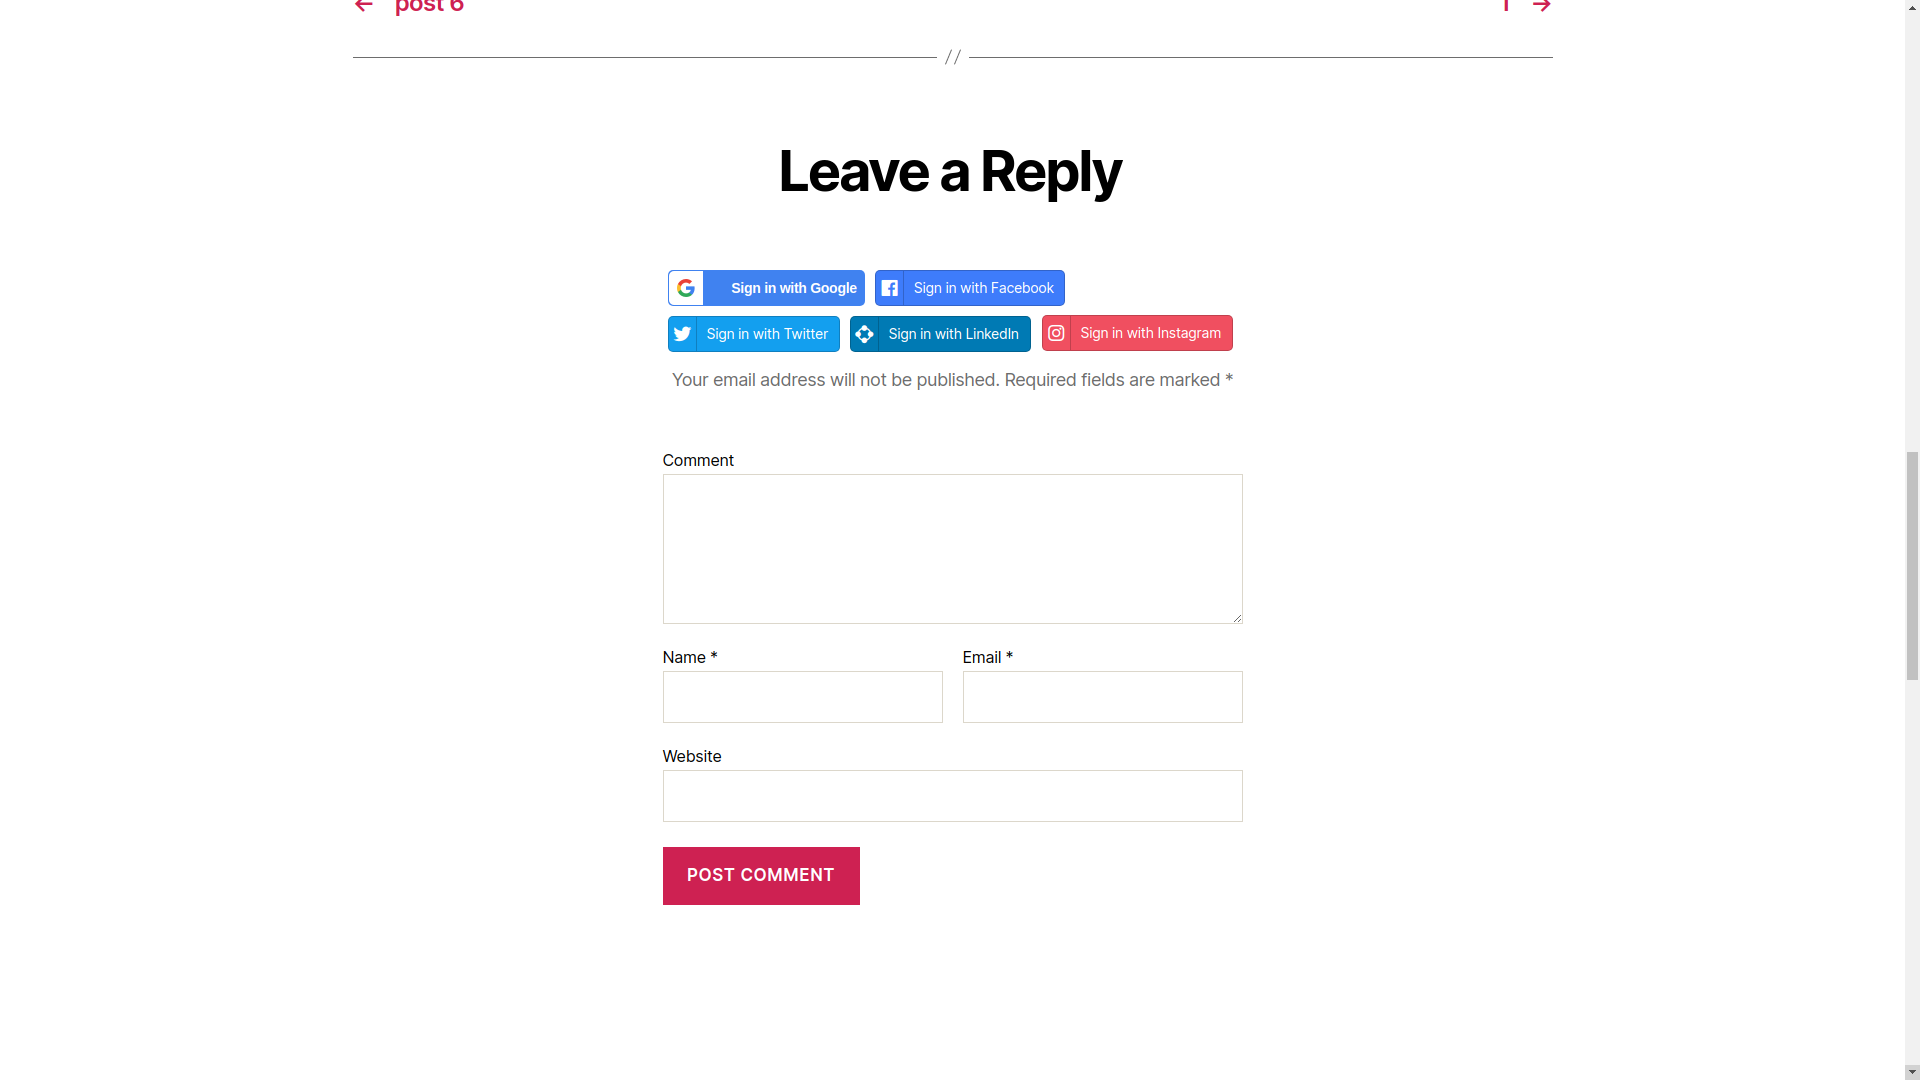 ← post 6
1 →
//
Leave a Reply
Sign in with Google
Sign in with Facebook
Sign in with Twitter
Sign in with LinkedIn
Sign in with Instagram
Your email address will not be published. Required fields are marked *
Comment
Name *
Email *
Website
POST COMMENT